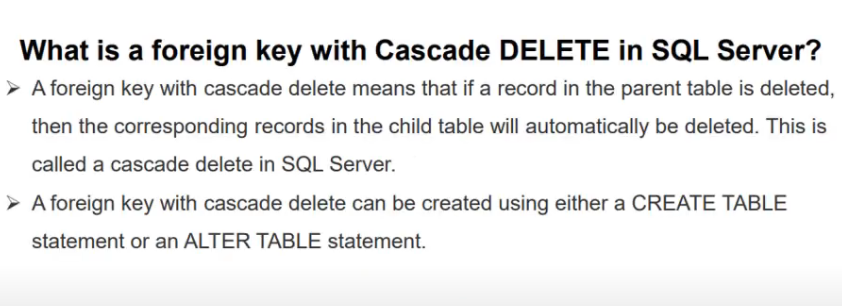 What is a foreign key with Cascade DELETE in SQL Server?
➢ A foreign key with cascade delete means that if a record in the parent table is deleted,
then the corresponding records in the child table will automatically be deleted. This is
called a cascade delete in SQL Server.
➢ A foreign key with cascade delete can be created using either a CREATE TABLE
statement or an ALTER TABLE statement.